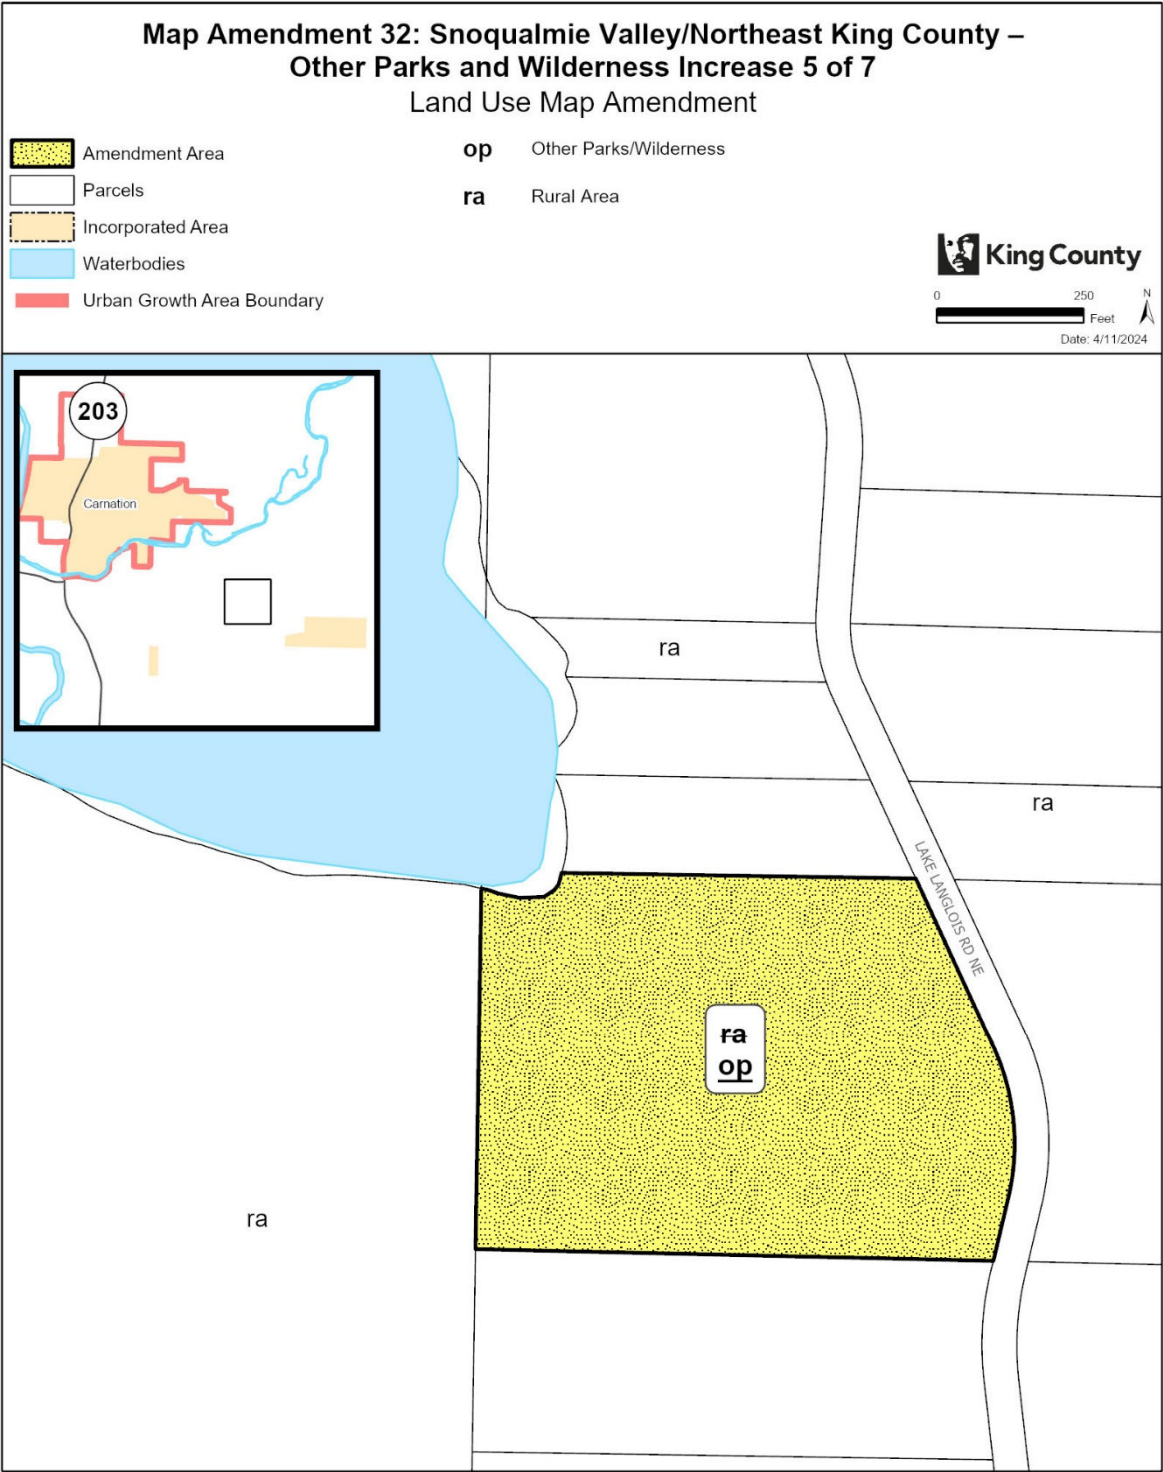 Map Amendment 32: Snoqualmie Valley/Northeast King County –
Other Parks and Wilderness Increase 5 of 7
Land Use Map Amendment
Amendment Area
Parcels
Incorporated Area
Waterbodies
Urban Growth Area Boundary
op Other Parks/Wilderness
ra Rural Area
King County
0 250
Feet
N
Date: 4/11/2024
203
Carnation
ra
ra
LAKE LANGLOIS RD NE
ra
op
ra